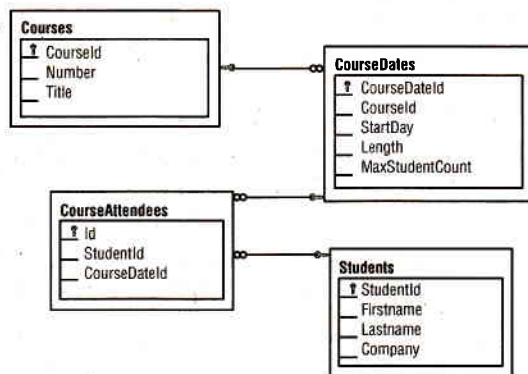 Courses
CourseId
Number
Title
CourseDates
CourseDateId
CourseId
StartDay
Length
MaxStudentCount
CourseAttendees
Id
StudentId
CourseDateId
Students
StudentId
Firstname
Lastname
Company